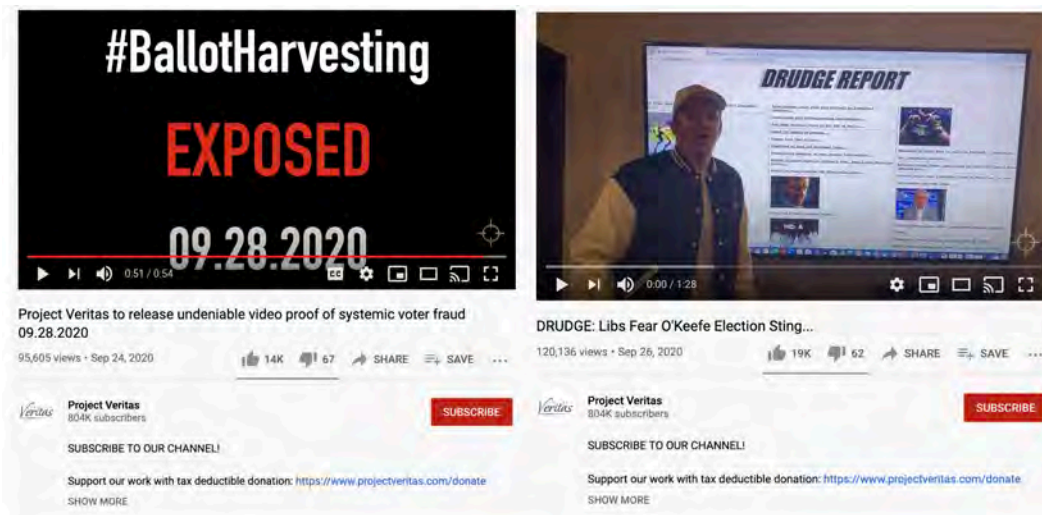 #BallotHarvesting
EXPOSED
09.28.2020
0:51 / 0:54
CC
Project Veritas to release undeniable video proof of systemic voter fraud
09.28.2020
95,605 views • Sep 24, 2020
14K
67
SHARE
SAVE
...
Veritas
Project Veritas
804K subscribers
SUBSCRIBE
SUBSCRIBE TO OUR CHANNEL!
Support our work with tax deductible donation: https://www.projectveritas.com/donate
SHOW MORE
DRUDGE REPORT
0:00 / 1:28
DRUDGE: Libs Fear O'Keefe Election Sting...
120,136 views • Sep 26, 2020
19K
62
SHARE
SAVE
...
Veritas
Project Veritas
804K subscribers
SUBSCRIBE
SUBSCRIBE TO OUR CHANNEL!
Support our work with tax deductible donation: https://www.projectveritas.com/donate
SHOW MORE